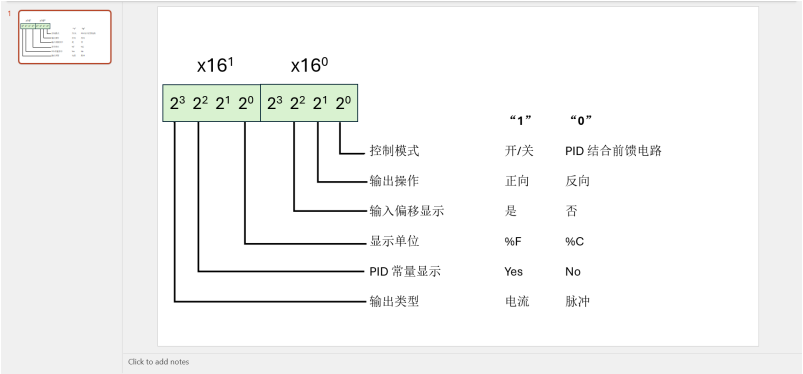 1
x16¹ x16⁰
2³ 2² 2¹ 2⁰ 2³ 2² 2¹ 2⁰
“1” “0”
控制模式 开/关 PID 结合前馈电路
输出操作 正向 反向
输入偏移显示 是 否
显示单位 %F %C
PID 常量显示 Yes No
输出类型 电流 脉冲
Click to add notes